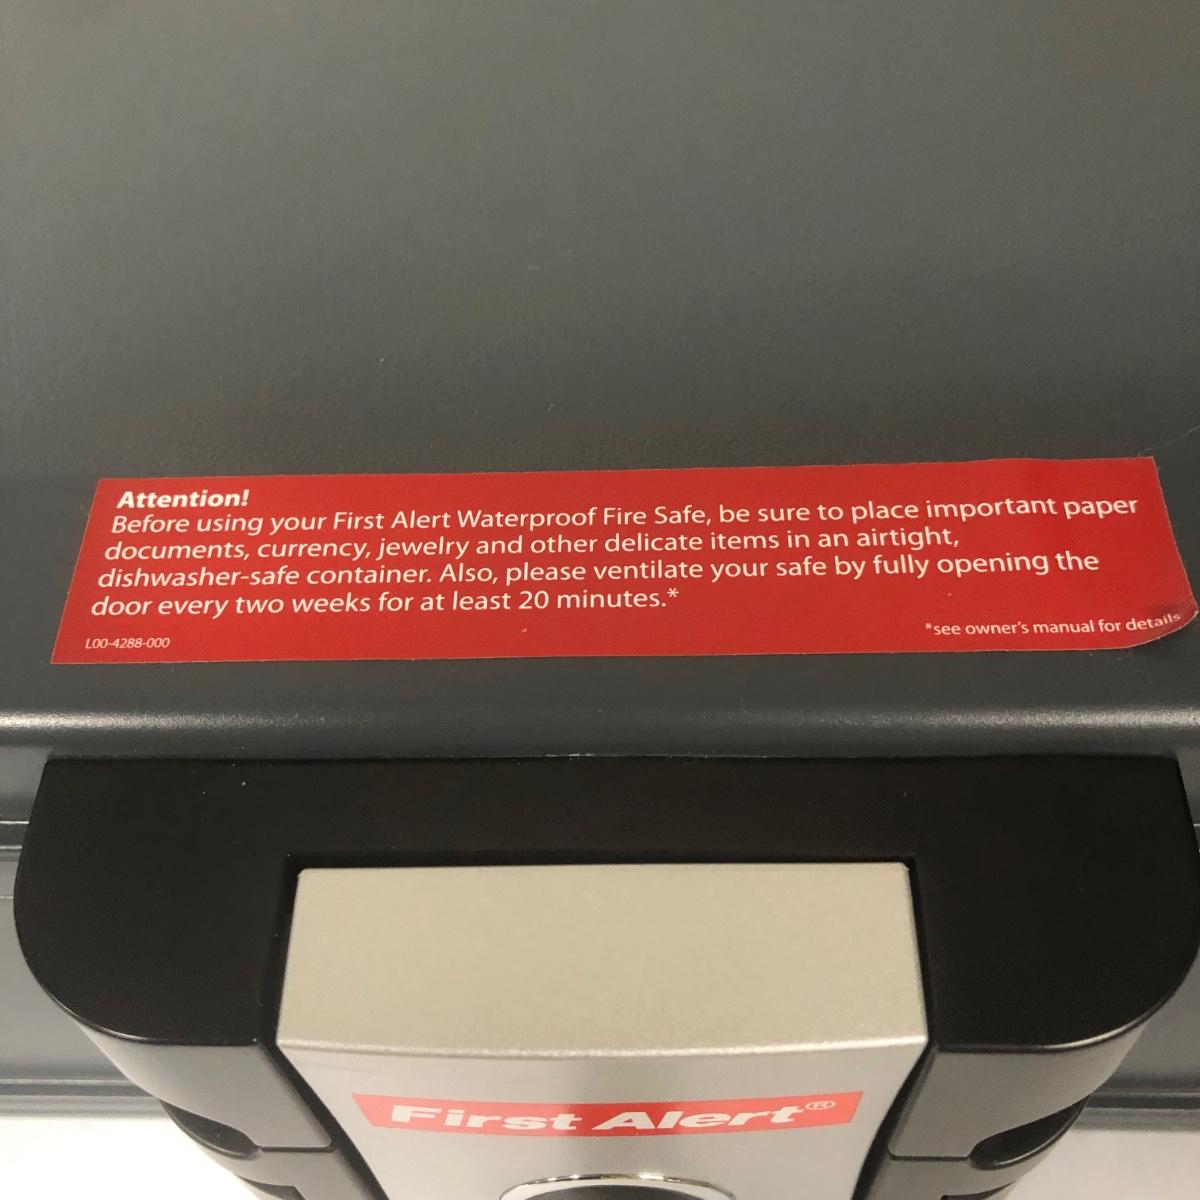 Attention!
Before using your First Alert Waterproof Fire Safe, be sure to place important paper
documents, currency, jewelry and other delicate items in an airtight,
dishwasher-safe container. Also, please ventilate your safe by fully opening the
door every two weeks for at least 20 minutes.*
*see owner's manual for details
L00-4288-000
First Alert®